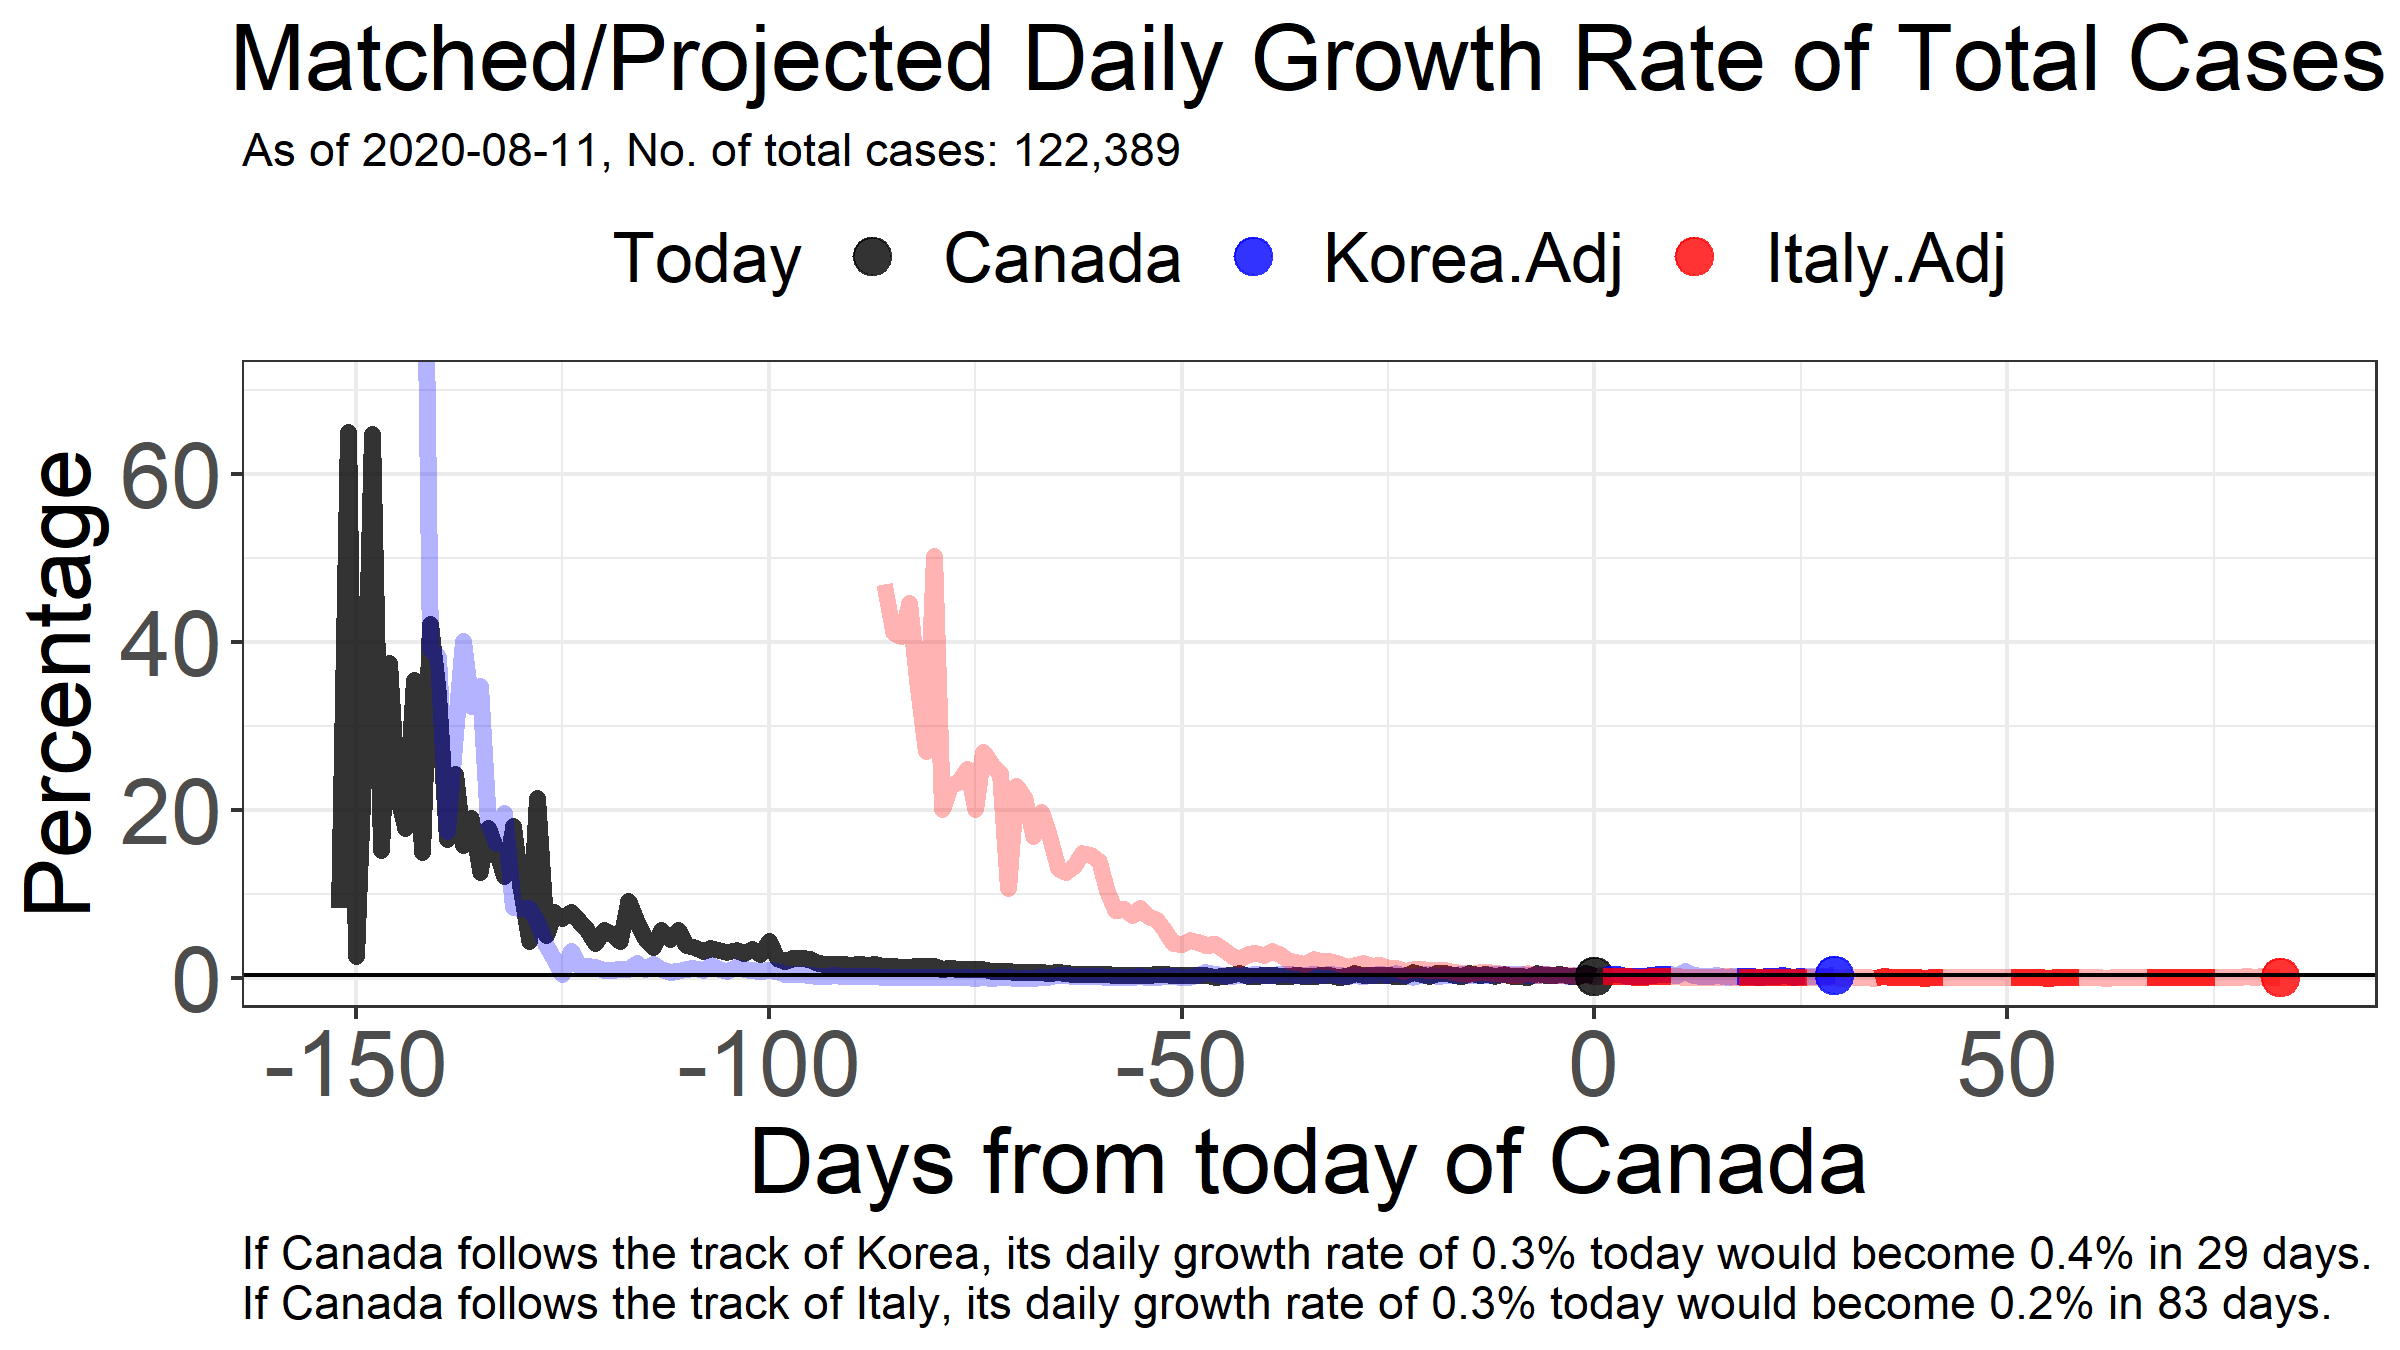 Matched/Projected Daily Growth Rate of Total Cases
As of 2020-08-11, No. of total cases: 122,389
Today Canada Korea.Adj Italy.Adj
Percentage
60
40
20
0
-150 -100 -50 0 50
Days from today of Canada
If Canada follows the track of Korea, its daily growth rate of 0.3% today would become 0.4% in 29 days.
If Canada follows the track of Italy, its daily growth rate of 0.3% today would become 0.2% in 83 days.